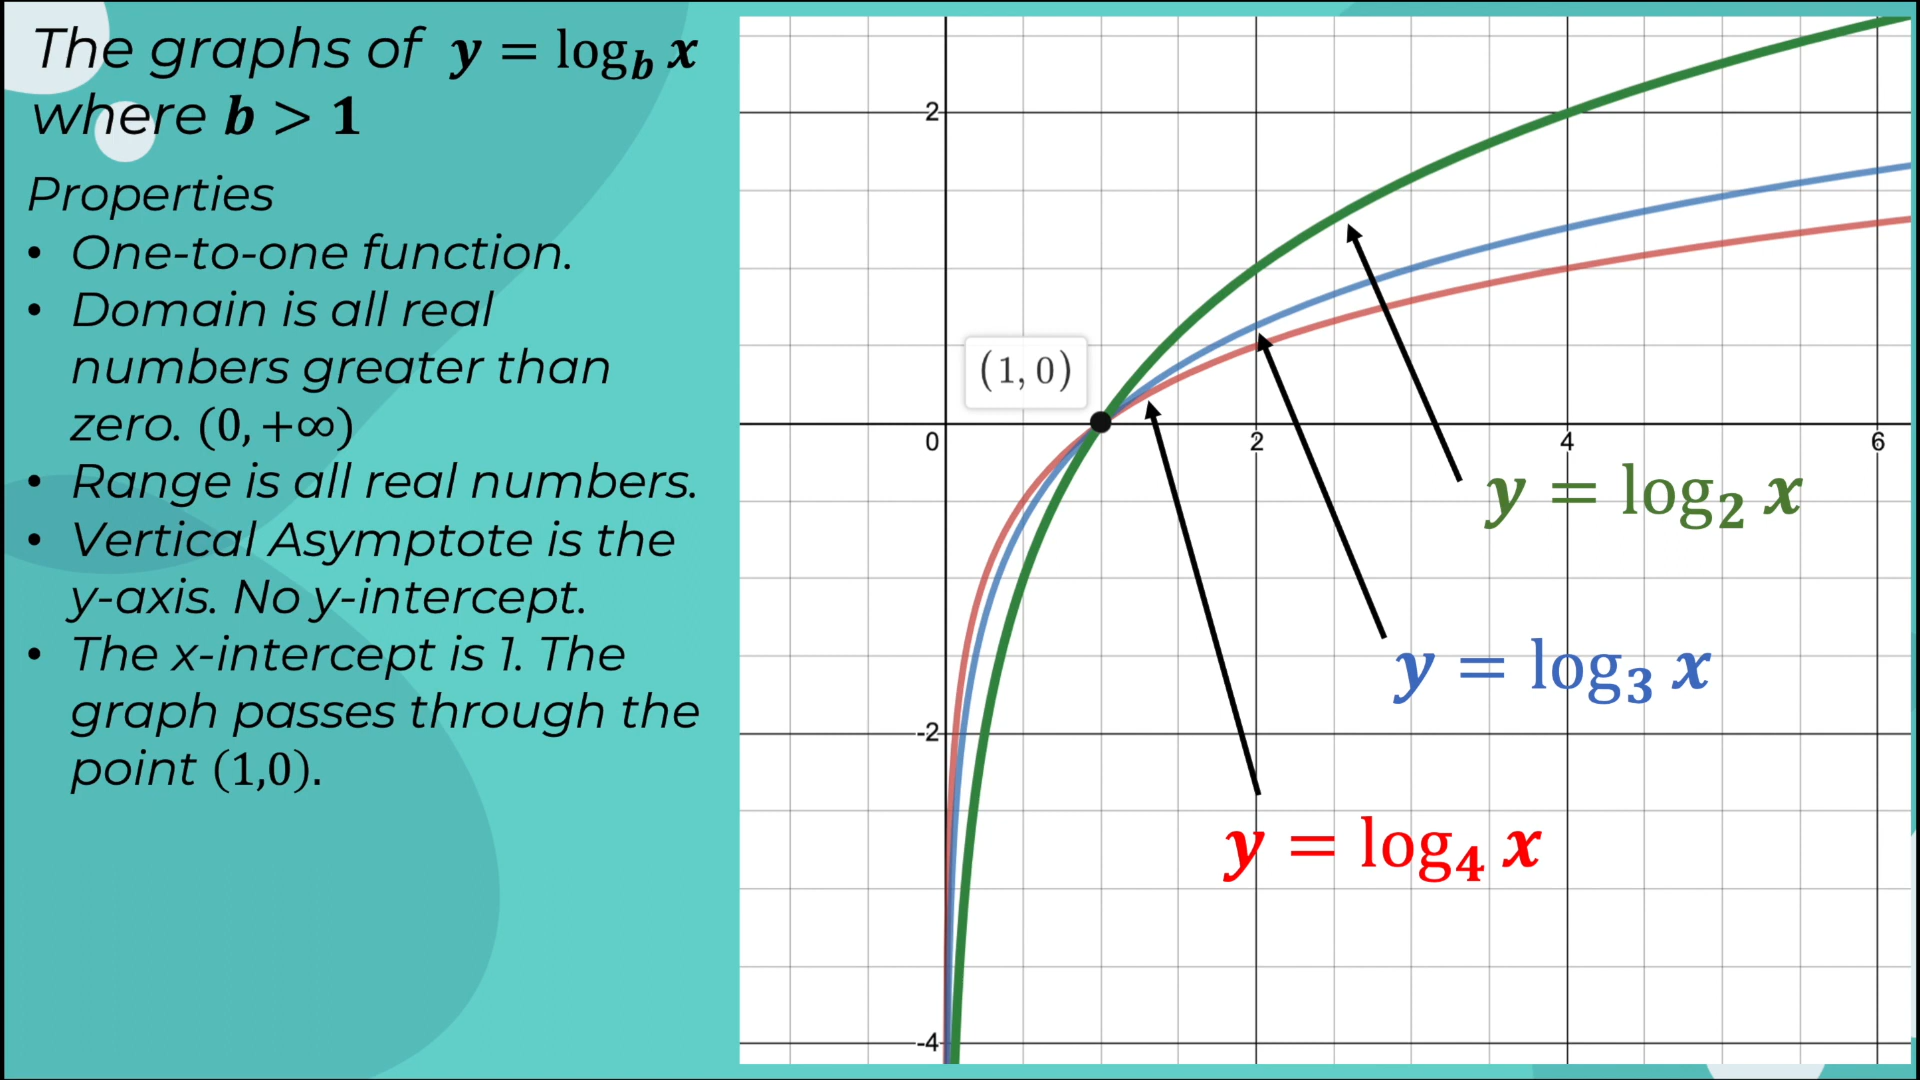 The graphs of y = log_b x
where b > 1
Properties
• One-to-one function.
• Domain is all real
numbers greater than
zero. (0, +∞)
• Range is all real numbers.
• Vertical Asymptote is the
y-axis. No y-intercept.
• The x-intercept is 1. The
graph passes through the
point (1,0).
2
(1, 0)
0 2 4 6
y = log₂ x
y = log₃ x
-2
y = log₄ x
-4